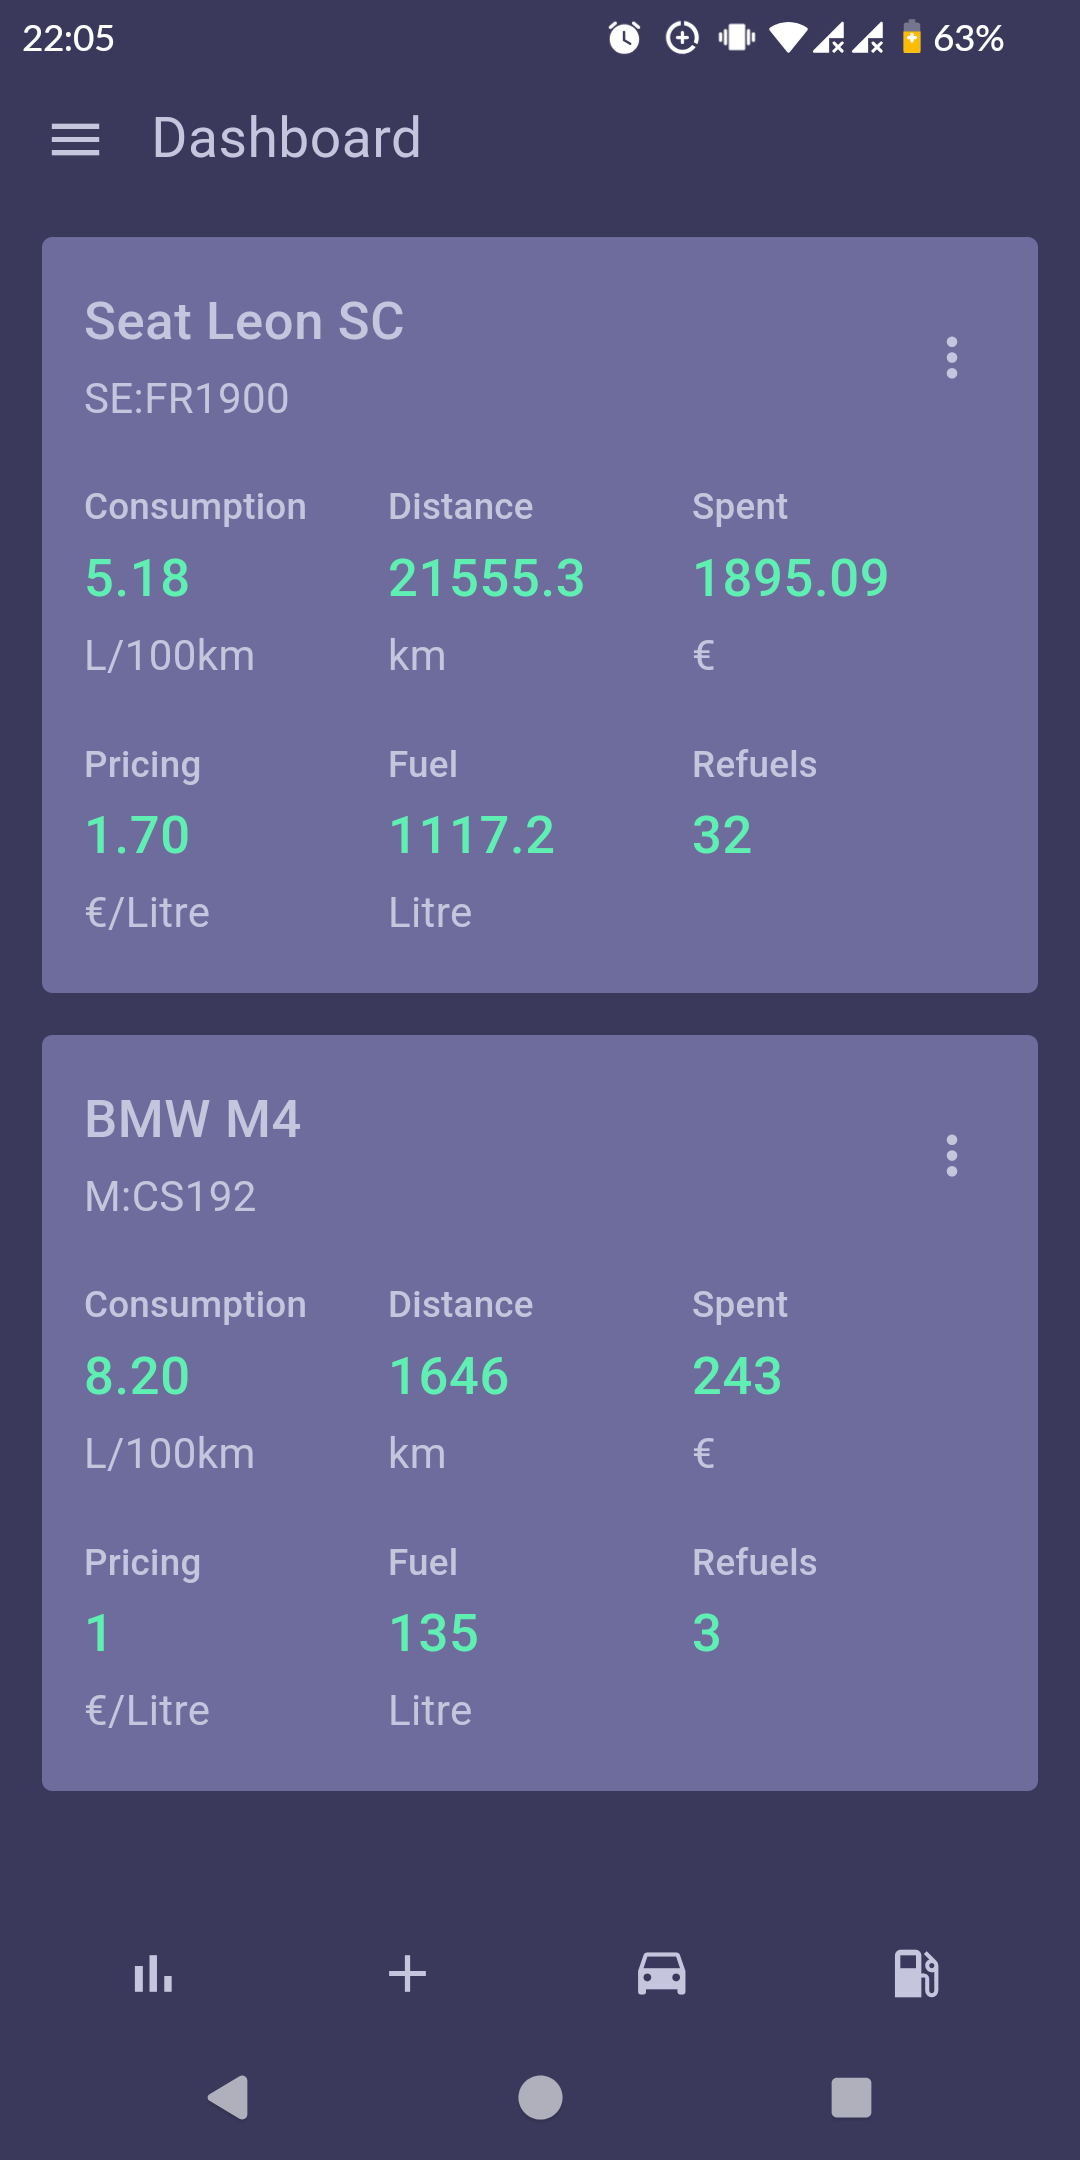 22:05
63%
Dashboard
Seat Leon SC
SE:FR1900
Consumption Distance Spent
5.18 21555.3 1895.09
L/100km km €
Pricing Fuel Refuels
1.70 1117.2 32
€/Litre Litre
BMW M4
M:CS192
Consumption Distance Spent
8.20 1646 243
L/100km km €
Pricing Fuel Refuels
1 135 3
€/Litre Litre